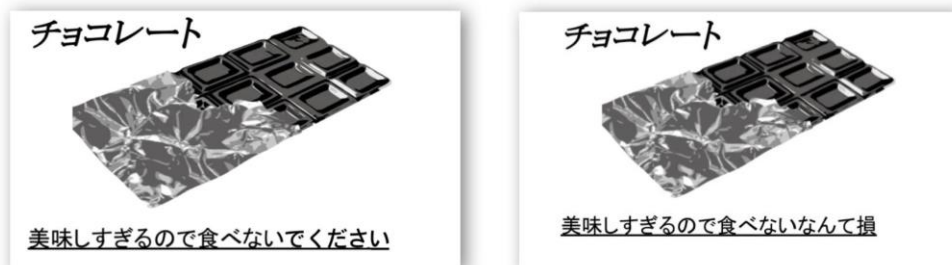 チョコレート
美味しすぎるので食べないでください
チョコレート
美味しすぎるので食べないなんて損